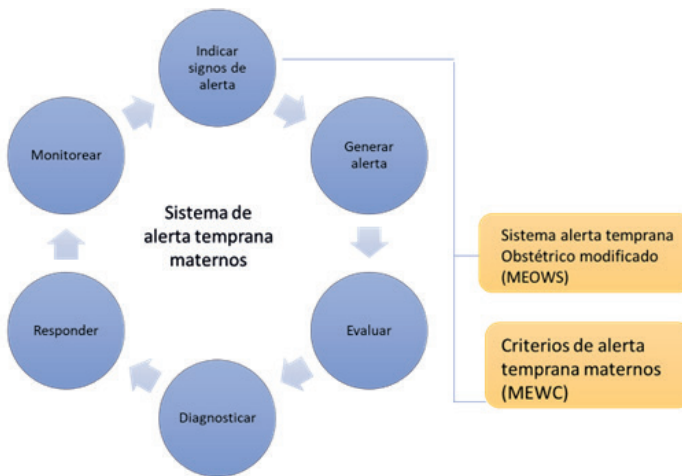 Indicar
signos de
alerta
Generar
alerta
Evaluar
Diagnosticar
Responder
Monitorear
Sistema de
alerta temprana
maternos
Sistema alerta temprana
Obstétrico modificado
(MEOWS)
Criterios de alerta
temprana maternos
(MEWC)